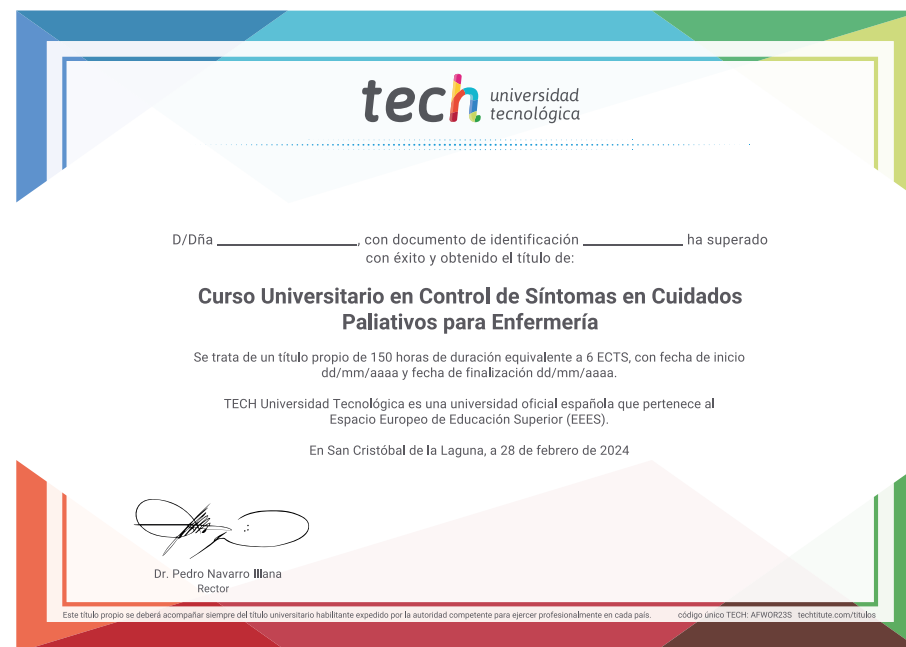 tech universidad
tecnológica
D/Dña ______________, con documento de identificación __________ ha superado
con éxito y obtenido el título de:
Curso Universitario en Control de Síntomas en Cuidados
Paliativos para Enfermería
Se trata de un título propio de 150 horas de duración equivalente a 6 ECTS, con fecha de inicio
dd/mm/aaaa y fecha de finalización dd/mm/aaaa.
TECH Universidad Tecnológica es una universidad oficial española que pertenece al
Espacio Europeo de Educación Superior (EEES).
En San Cristóbal de la Laguna, a 28 de febrero de 2024
Dr. Pedro Navarro Illana
Rector
Este título propio se deberá acompañar siempre del título universitario habilitante expedido por la autoridad competente para ejercer profesionalmente en cada país. código único TECH: AFWOR23S techtitute.com/titulos